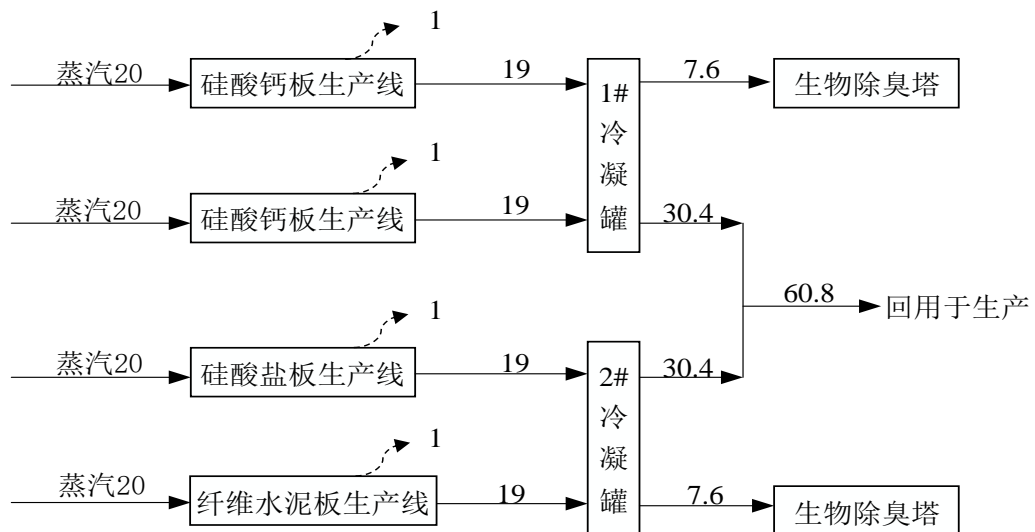 1
蒸汽20
硅酸钙板生产线
19
1#冷凝罐
7.6
生物除臭塔
1
蒸汽20
硅酸钙板生产线
19
30.4
60.8
回用于生产
1
蒸汽20
硅酸盐板生产线
19
2#冷凝罐
30.4
1
蒸汽20
纤维水泥板生产线
19
7.6
生物除臭塔